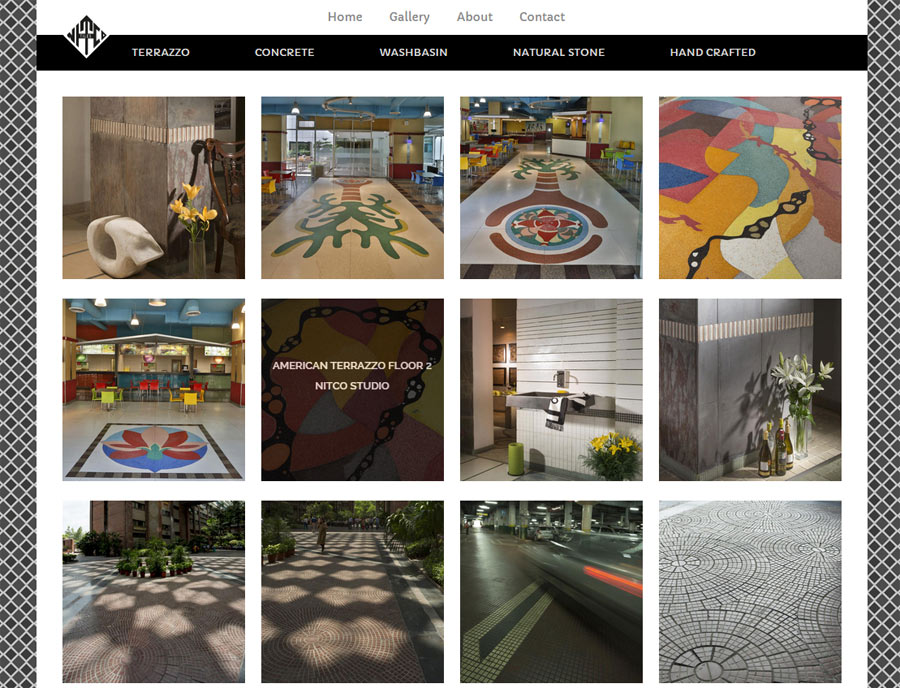 Home Gallery About Contact
TERRAZZO CONCRETE WASHBASIN NATURAL STONE HAND CRAFTED
AMERICAN TERRAZZO FLOOR 2
NITCO STUDIO